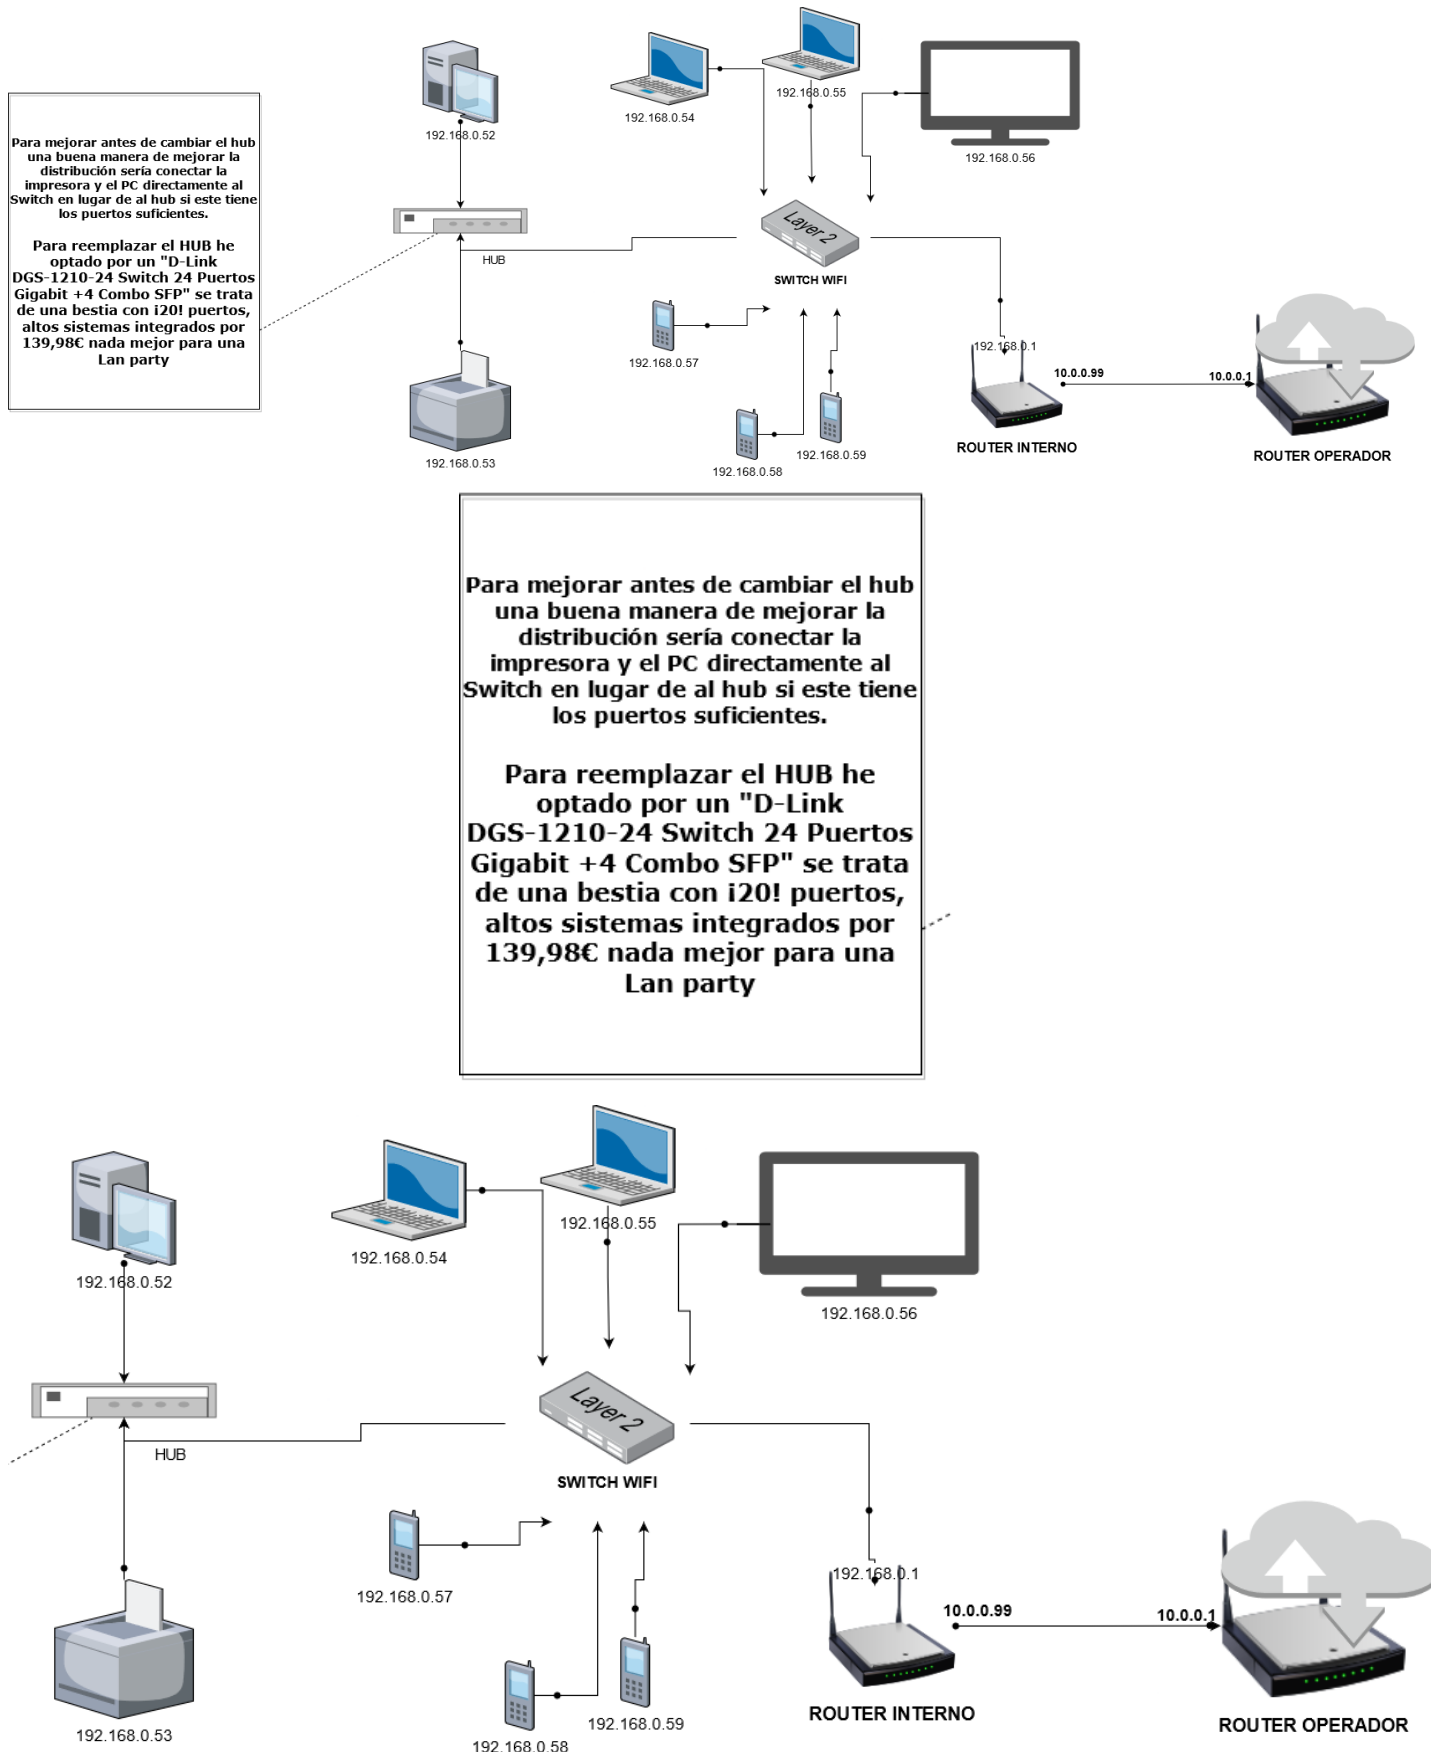 192.168.0.52
192.168.0.54
192.168.0.55
192.168.0.56
Para mejorar antes de cambiar el hub
una buena manera de mejorar la
distribución sería conectar la
impresora y el PC directamente al
Switch en lugar de al hub si este tiene
los puertos suficientes.
Para reemplazar el HUB he
optado por un "D-Link
DGS-1210-24 Switch 24 Puertos
Gigabit +4 Combo SFP" se trata
de una bestia con ¡20! puertos,
altos sistemas integrados por
139,98€ nada mejor para una
Lan party
HUB
Layer 2
SWITCH WIFI
192.168.0.57
192.168.0.58
192.168.0.59
192.168.0.53
192.168.0.1
10.0.0.99
10.0.0.1
ROUTER INTERNO
ROUTER OPERADOR
Para mejorar antes de cambiar el hub
una buena manera de mejorar la
distribución sería conectar la
impresora y el PC directamente al
Switch en lugar de al hub si este tiene
los puertos suficientes.
Para reemplazar el HUB he
optado por un "D-Link
DGS-1210-24 Switch 24 Puertos
Gigabit +4 Combo SFP" se trata
de una bestia con ¡20! puertos,
altos sistemas integrados por
139,98€ nada mejor para una
Lan party
192.168.0.52
192.168.0.54
192.168.0.55
192.168.0.56
HUB
Layer 2
SWITCH WIFI
192.168.0.57
192.168.0.58
192.168.0.59
192.168.0.53
192.168.0.1
10.0.0.99
10.0.0.1
ROUTER INTERNO
ROUTER OPERADOR